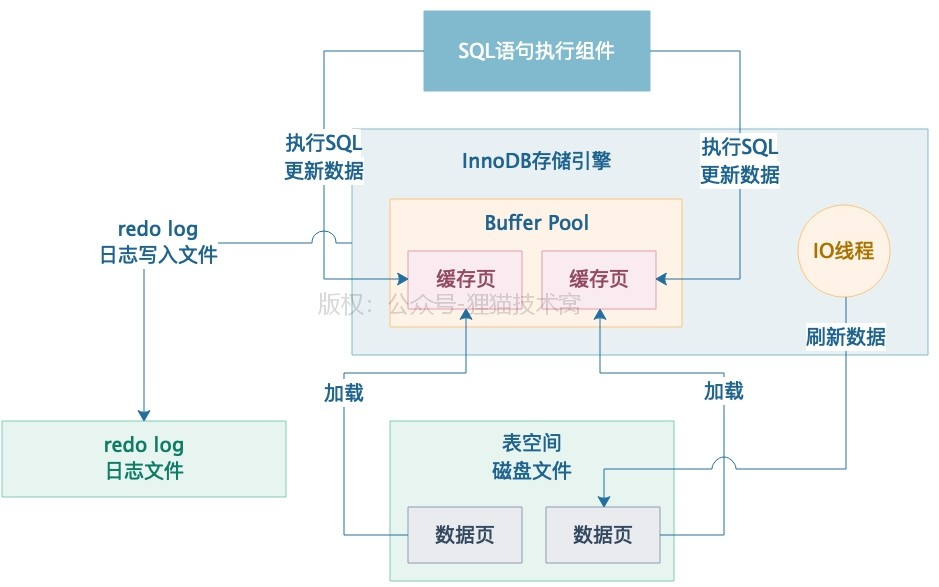 SQL语句执行组件
执行SQL
更新数据
InnoDB存储引擎
执行SQL
更新数据
redo log
日志写入文件
Buffer Pool
IO线程
缓存页
缓存页
版权：公众号-狸猫技术窝
刷新数据
加载
加载
redo log
日志文件
表空间
磁盘文件
数据页
数据页